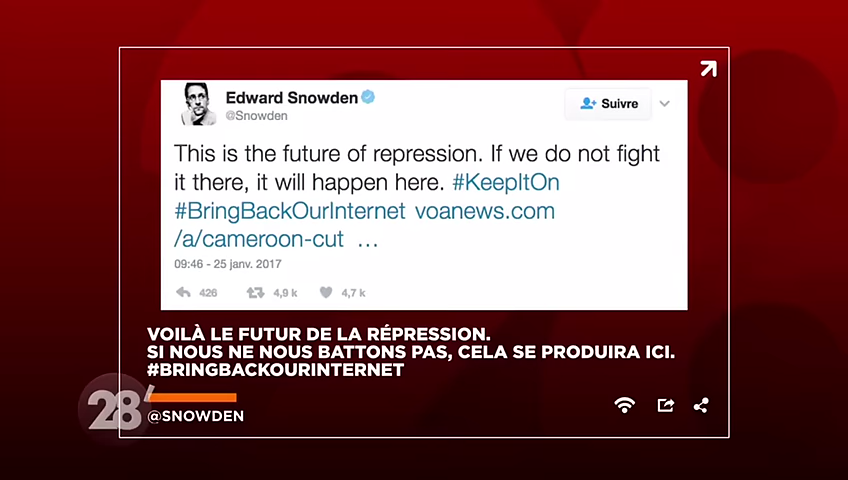 Edward Snowden
@Snowden
Suivre
This is the future of repression. If we do not fight
it there, it will happen here. #KeepItOn
#BringBackOurInternet voanews.com
/a/cameroon-cut ...
09:46 - 25 janv. 2017
426 4,9 k 4,7 k
VOILÀ LE FUTUR DE LA RÉPRESSION.
SI NOUS NE NOUS BATTONS PAS, CELA SE PRODUIRA ICI.
#BRINGBACKOURINTERNET
28'
@SNOWDEN